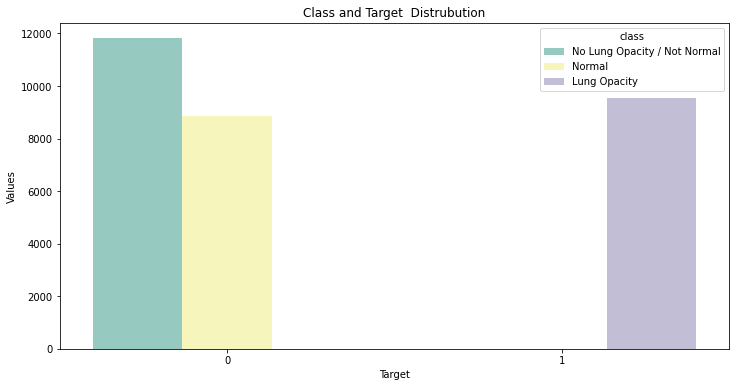 Class and Target  Distrubution
class
No Lung Opacity / Not Normal
Normal
Lung Opacity
12000
10000
8000
6000
4000
2000
0
Values
0 1
Target